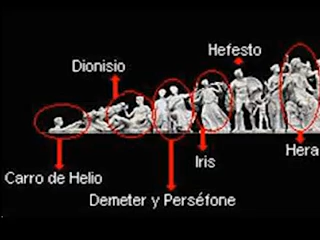 Hefesto
Dionisio
Iris
Hera
Carro de Helio
Demeter y Perséfone